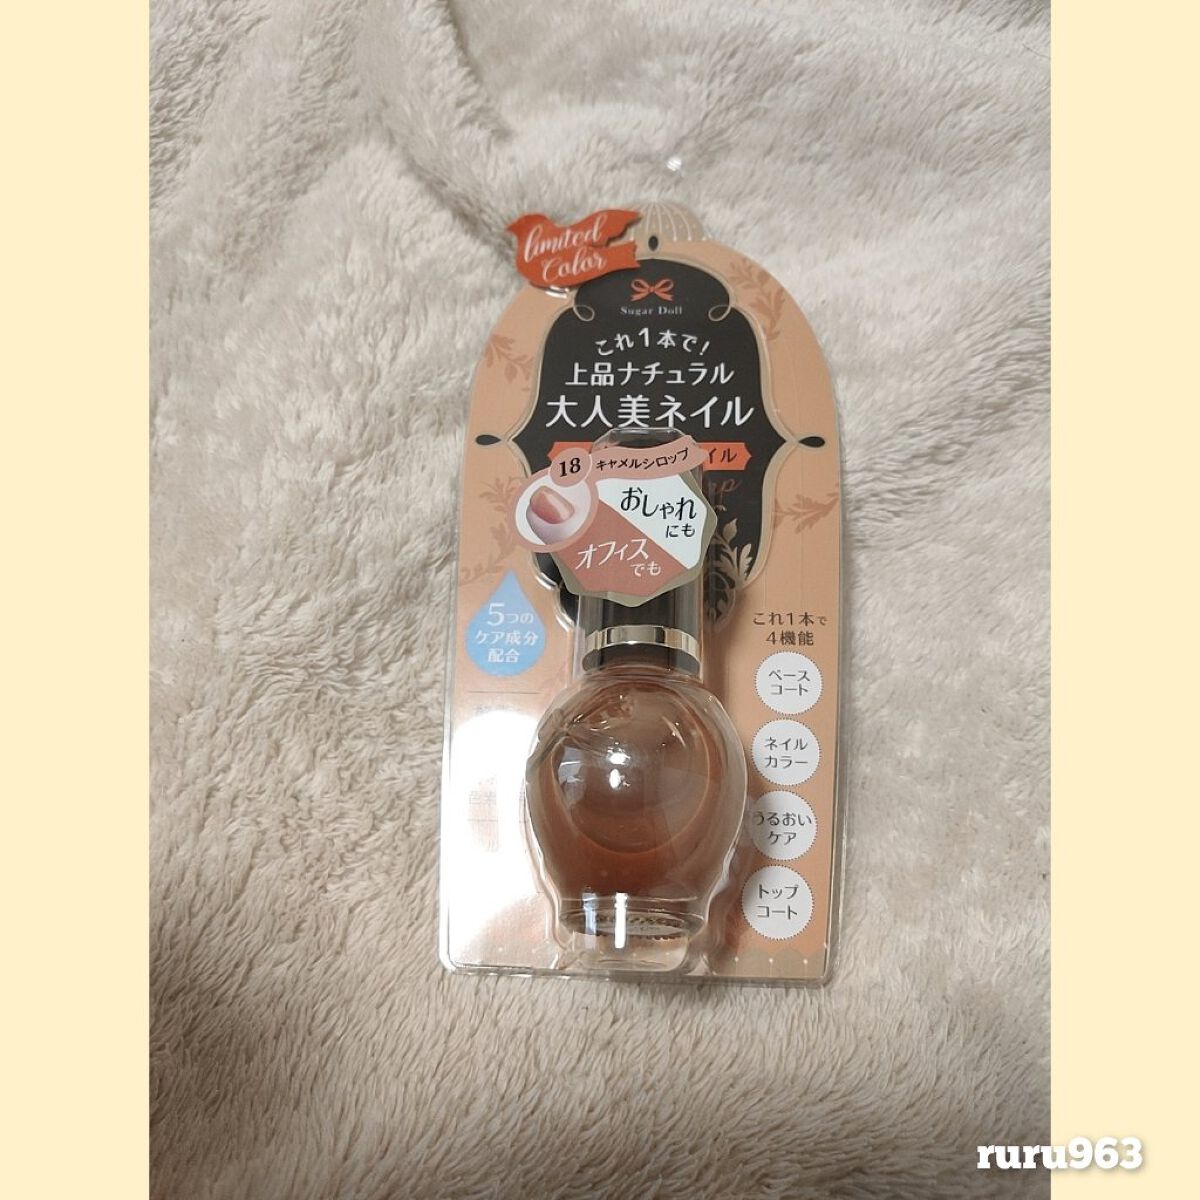 limited
Color
Sugar Doll
これ1本で!
上品ナチュラル
大人美ネイル
イル
18 キャメルシロップ
おしゃれ
にも
オフィス
でも
5つの
ケア成分
配合
これ1本で
4機能
ベース
コート
ネイル
カラー
うるおい
ケア
トップ
コート
ruru963